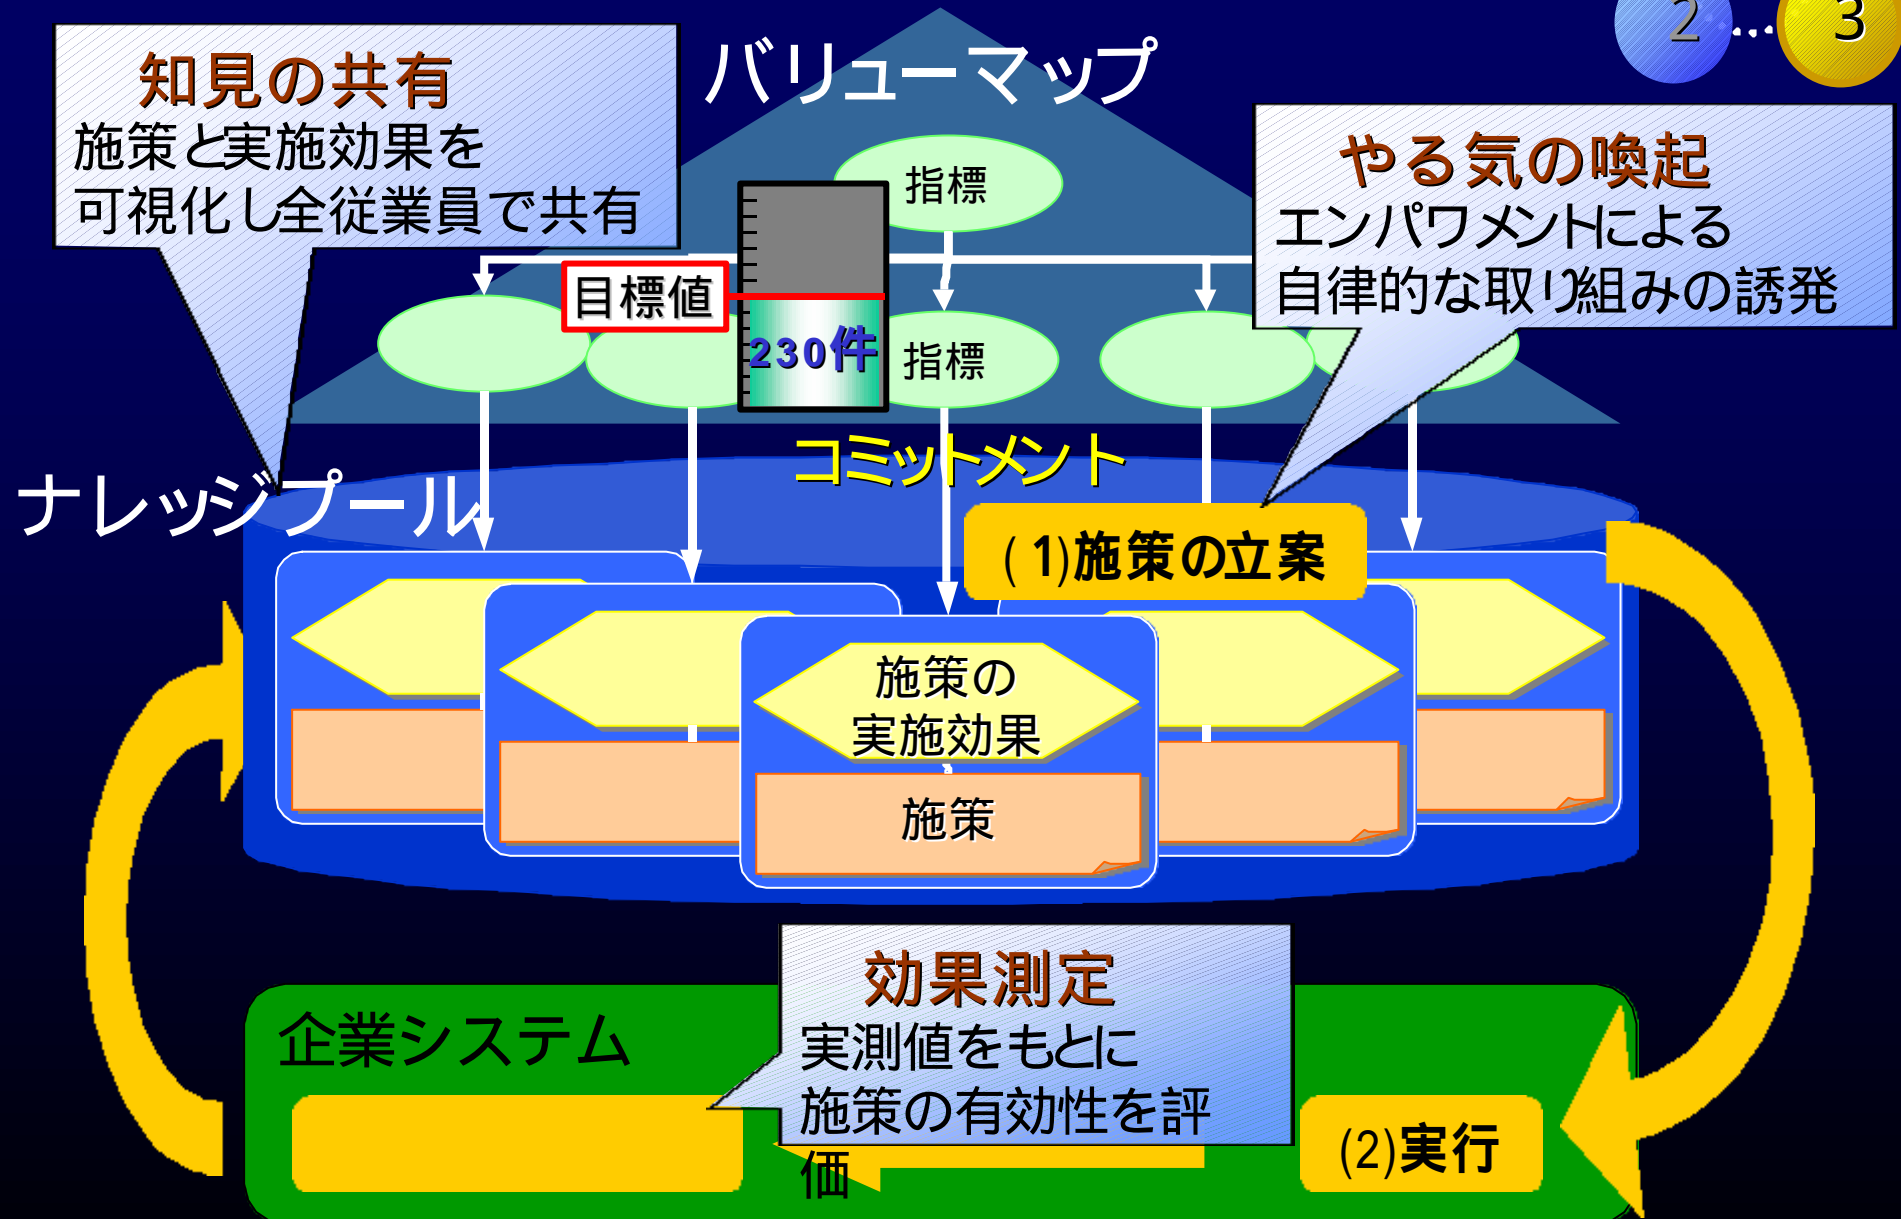 2
3
バリューマップ
知見の共有
施策と実施効果を
可視化し全従業員で共有
やる気の喚起
エンパワメントによる
自律的な取り組みの誘発
指標
目標値
230件
指標
コミットメント
ナレッジプール
(1)施策の立案
施策の
実施効果
施策
効果測定
実測値をもとに
施策の有効性を評
価
企業システム
(2)実行